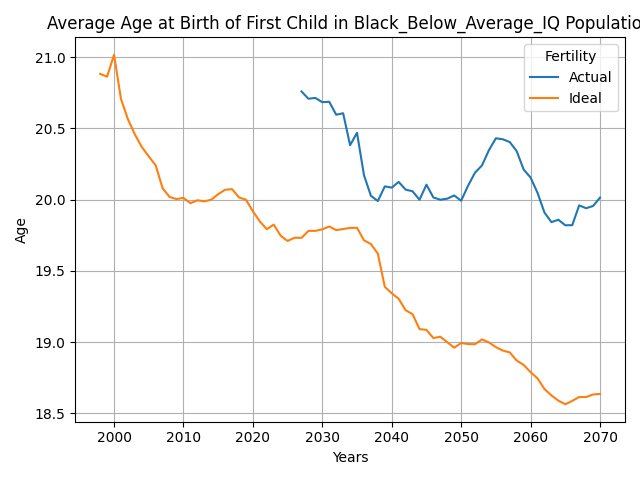 Average Age at Birth of First Child in Black_Below_Average_IQ Populatio
Fertility
Actual
Ideal
21.0
20.5
20.0
19.5
19.0
18.5
Age
2000 2010 2020 2030 2040 2050 2060 2070
Years